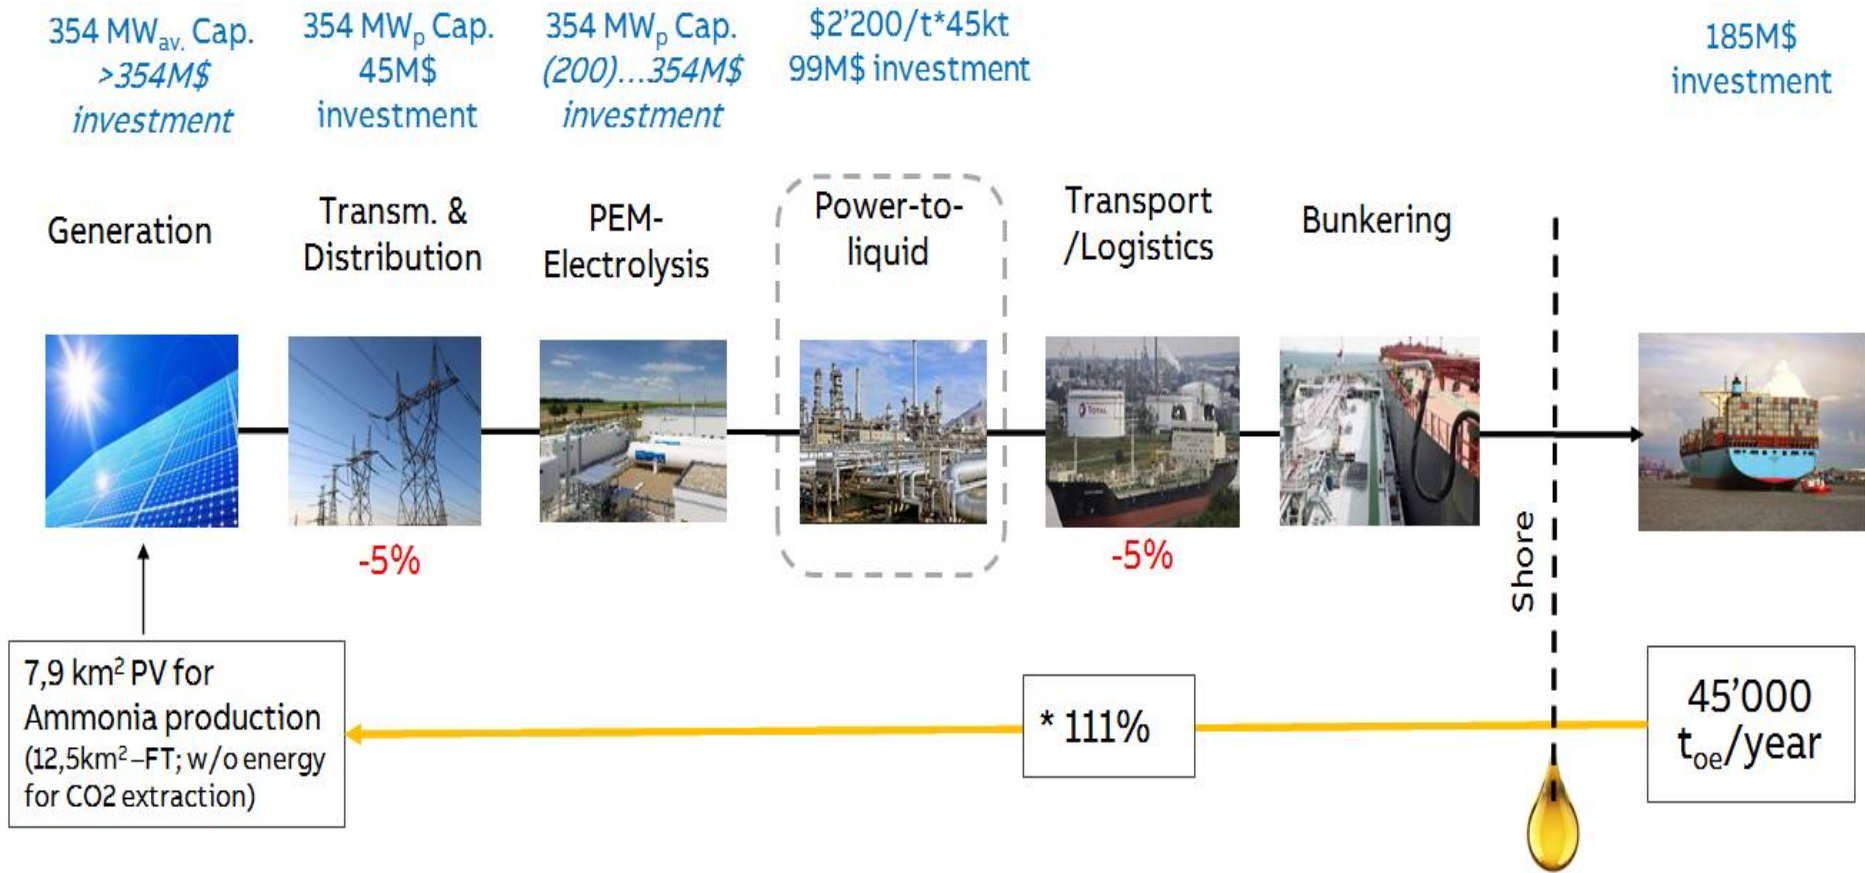 354 MWav. Cap.
>354M$
investment
354 MWp Cap.
45M$
investment
354 MWp Cap.
(200)...354M$
investment
$2'200/t*45kt
99M$ investment
185M$
investment
Generation
Transm. &
Distribution
PEM-
Electrolysis
Power-to-
liquid
Transport
/Logistics
Bunkering
TOTAL
-5%
-5%
Shore
7,9 km² PV for
Ammonia production
(12,5km²–FT; w/o energy
for CO2 extraction)
* 111%
45'000
toe/year